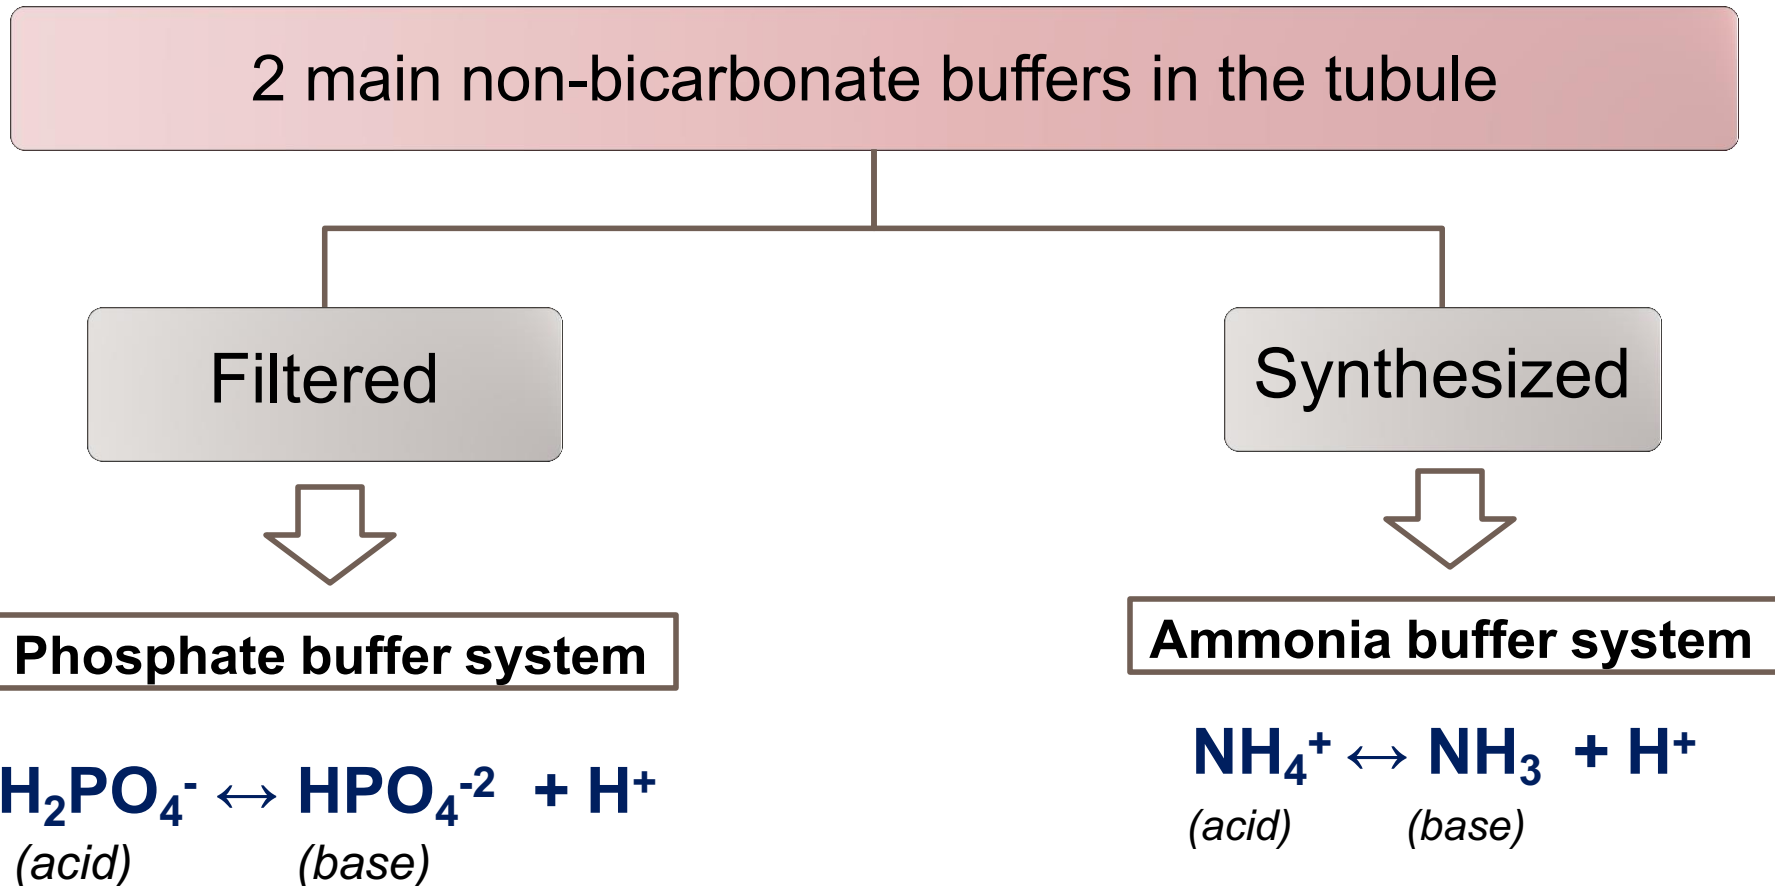 2 main non-bicarbonate buffers in the tubule
Filtered
Synthesized
Phosphate buffer system
Ammonia buffer system
H₂PO₄⁻ ↔ HPO₄⁻² + H⁺
(acid) (base)
NH₄⁺ ↔ NH₃ + H⁺
(acid) (base)